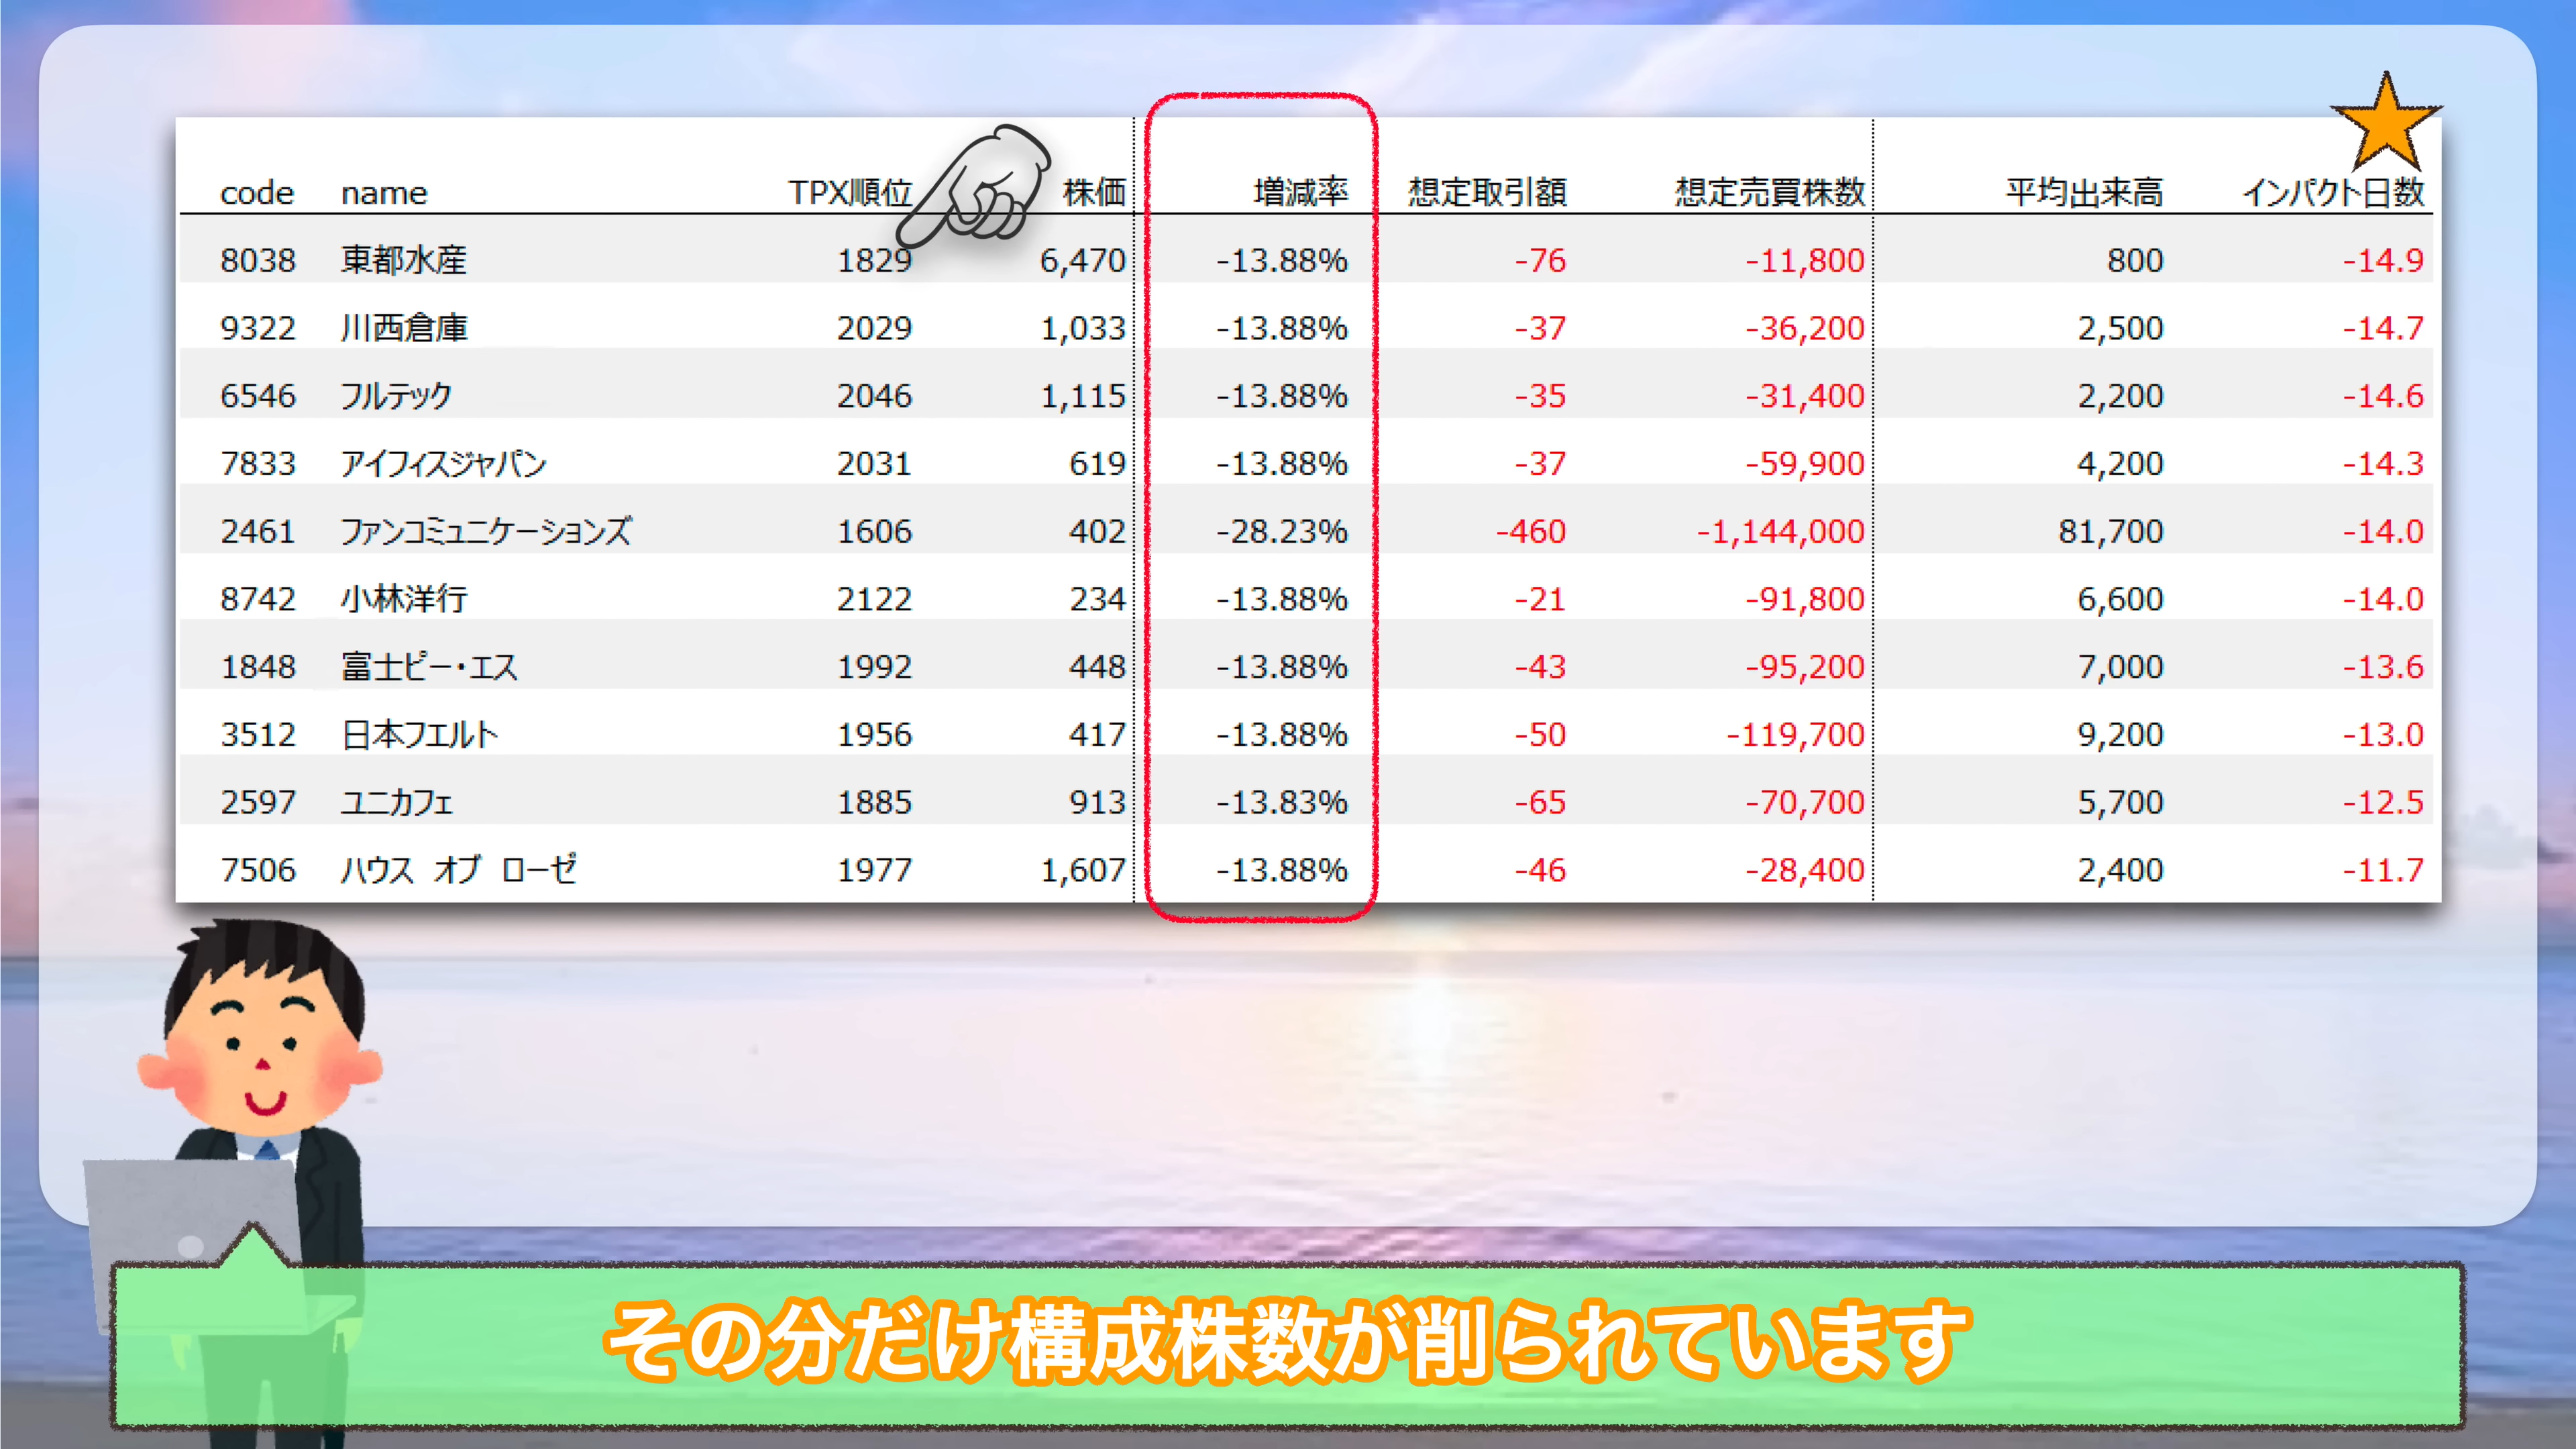 code name TPX順位 株価 増減率 想定取引額 想定売買株数 平均出来高 インパクト日数
8038 東都水産 1829 6,470 -13.88% -76 -11,800 800 -14.9
9322 川西倉庫 2029 1,033 -13.88% -37 -36,200 2,500 -14.7
6546 フルテック 2046 1,115 -13.88% -35 -31,400 2,200 -14.6
7833 アイフィスジャパン 2031 619 -13.88% -37 -59,900 4,200 -14.3
2461 ファンコミュニケーションズ 1606 402 -28.23% -460 -1,144,000 81,700 -14.0
8742 小林洋行 2122 234 -13.88% -21 -91,800 6,600 -14.0
1848 富士ピー・エス 1992 448 -13.88% -43 -95,200 7,000 -13.6
3512 日本フエルト 1956 417 -13.88% -50 -119,700 9,200 -13.0
2597 ユニカフェ 1885 913 -13.83% -65 -70,700 5,700 -12.5
7506 ハウス オブ ローゼ 1977 1,607 -13.88% -46 -28,400 2,400 -11.7
その分だけ構成株数が削られています